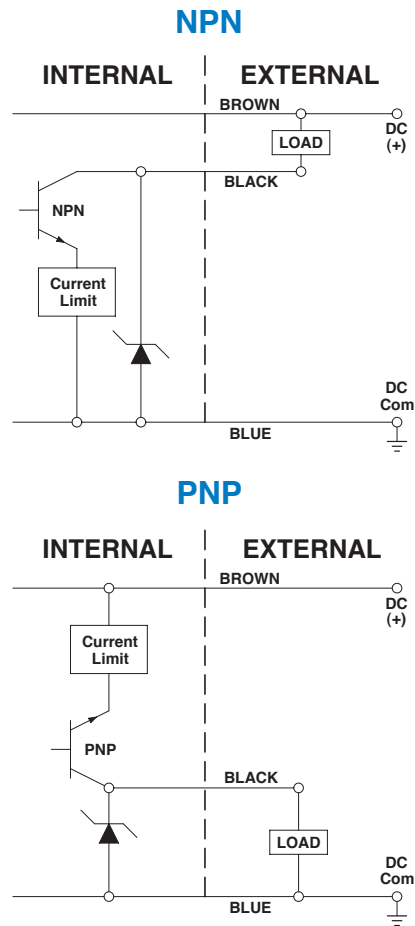 NPN
INTERNAL
EXTERNAL
BROWN
DC
(+)
LOAD
BLACK
NPN
Current
Limit
DC
Com
BLUE
PNP
INTERNAL
EXTERNAL
BROWN
DC
(+)
Current
Limit
PNP
BLACK
LOAD
DC
Com
BLUE